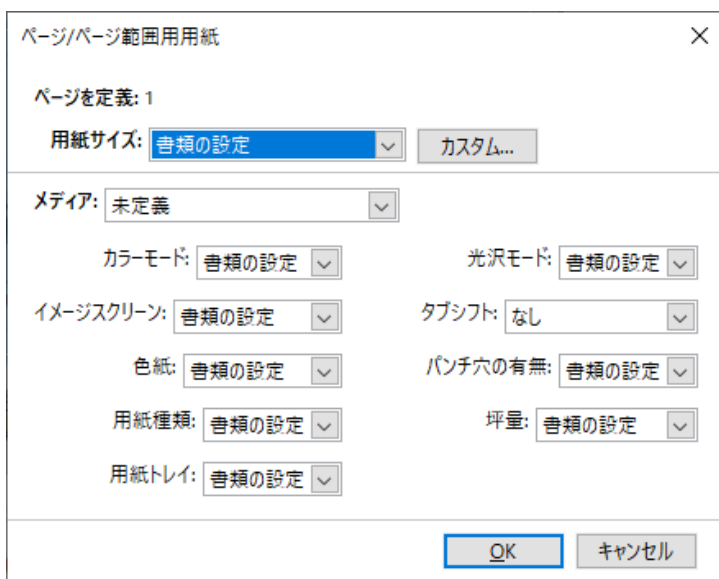 ページ/ページ範囲用用紙
ページを定義: 1
用紙サイズ: 書類の設定 カスタム...
メディア: 未定義
カラーモード: 書類の設定 光沢モード: 書類の設定
イメージスクリーン: 書類の設定 タブシフト: なし
色紙: 書類の設定 パンチ穴の有無: 書類の設定
用紙種類: 書類の設定 坪量: 書類の設定
用紙トレイ: 書類の設定
OK キャンセル